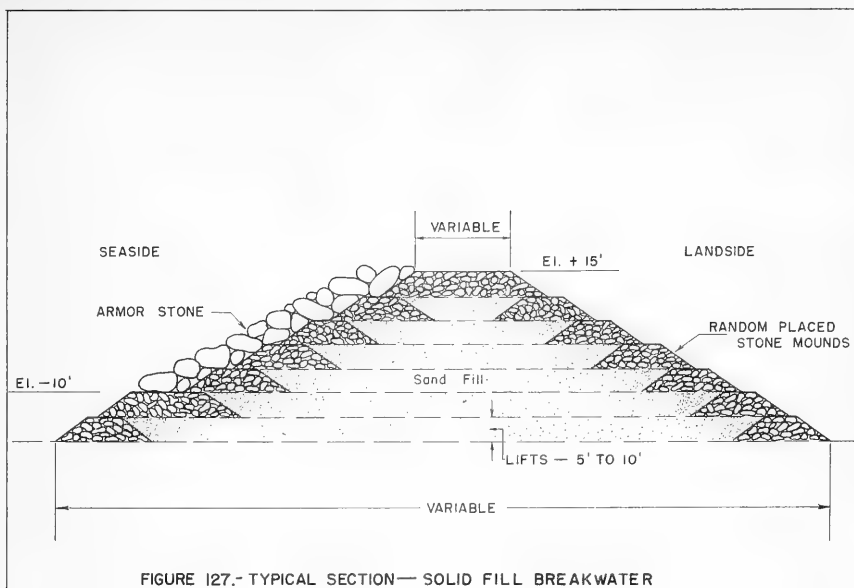 VARIABLE
SEASIDE
LANDSIDE
El. + 15'
ARMOR STONE
RANDOM PLACED
STONE MOUNDS
Sand Fill
El. — 10'
LIFTS — 5' TO 10'
VARIABLE
FIGURE 127.- TYPICAL SECTION — SOLID FILL BREAKWATER